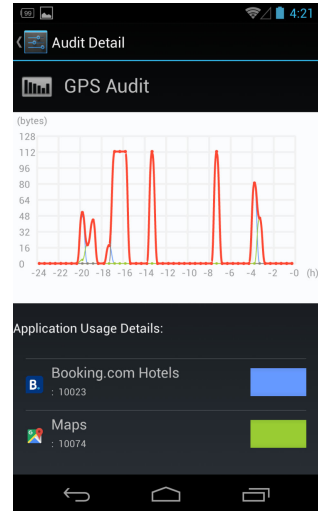 99
4:21
Audit Detail
GPS Audit
(bytes)
128
112
96
80
64
48
32
16
0
-24 -22 -20 -18 -16 -14 -12 -10 -8 -6 -4 -2 -0 (h)
Application Usage Details:
B.
Booking.com Hotels
: 10023
Maps
: 10074